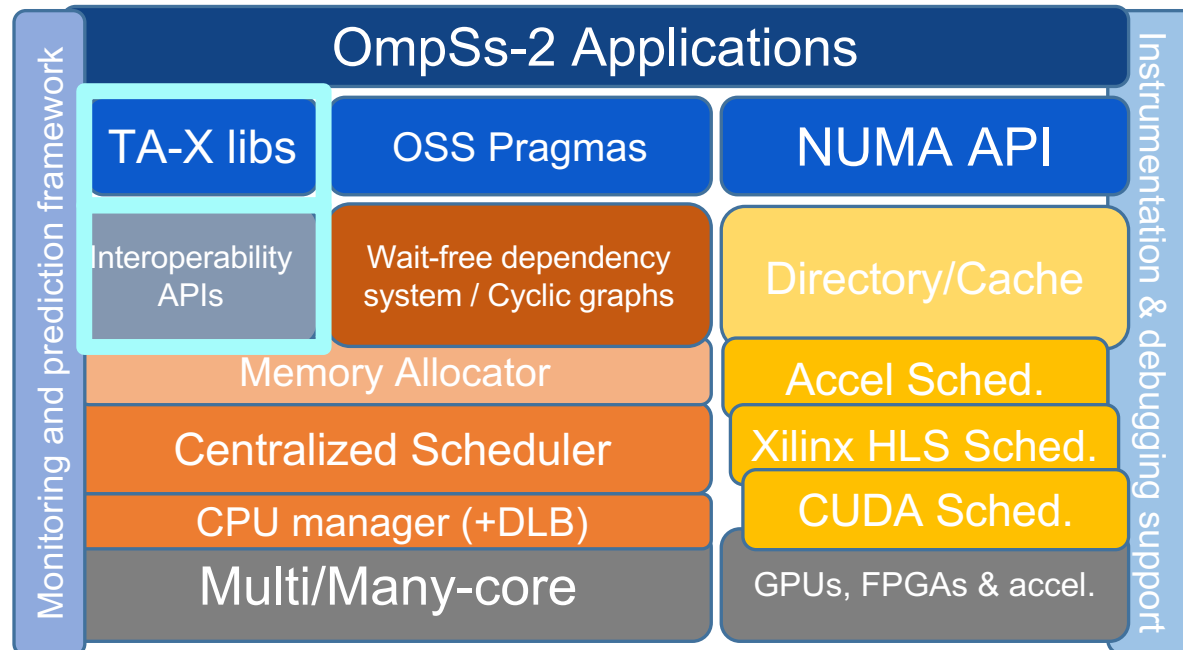 OmpSs-2 Applications
Monitoring and prediction framework
Instrumentation & debugging support
TA-X libs
OSS Pragmas
NUMA API
Interoperability
APIs
Wait-free dependency
system / Cyclic graphs
Directory/Cache
Memory Allocator
Accel Sched.
Centralized Scheduler
Xilinx HLS Sched.
CPU manager (+DLB)
CUDA Sched.
Multi/Many-core
GPUs, FPGAs & accel.